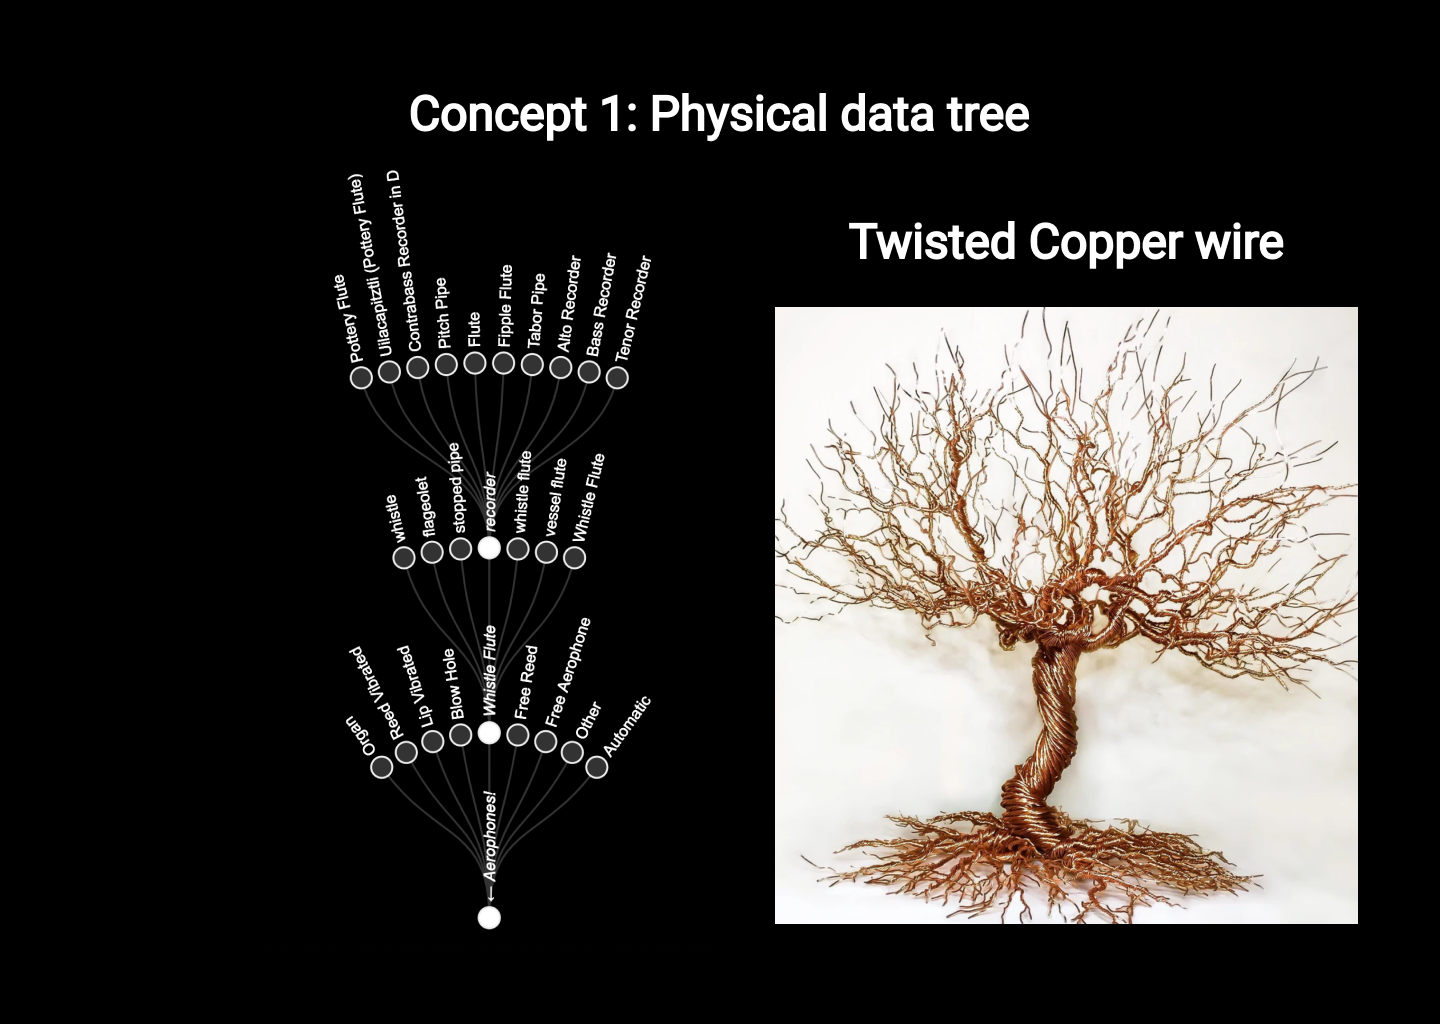 Concept 1: Physical data tree
Twisted Copper wire
Pottery Flute
Uilacapitztli (Pottery Flute)
Contrabass Recorder in D
Pitch Pipe
Flute
Fipple Flute
Tabor Pipe
Alto Recorder
Bass Recorder
Tenor Recorder
whistle
flageolet
stopped pipe
recorder
whistle flute
vessel flute
Whistle Flute
Organ
Reed Vibrated
Lip Vibrated
Blow Hole
Whistle Flute
Free Reed
Free Aerophone
Other
Automatic
← Aerophones!